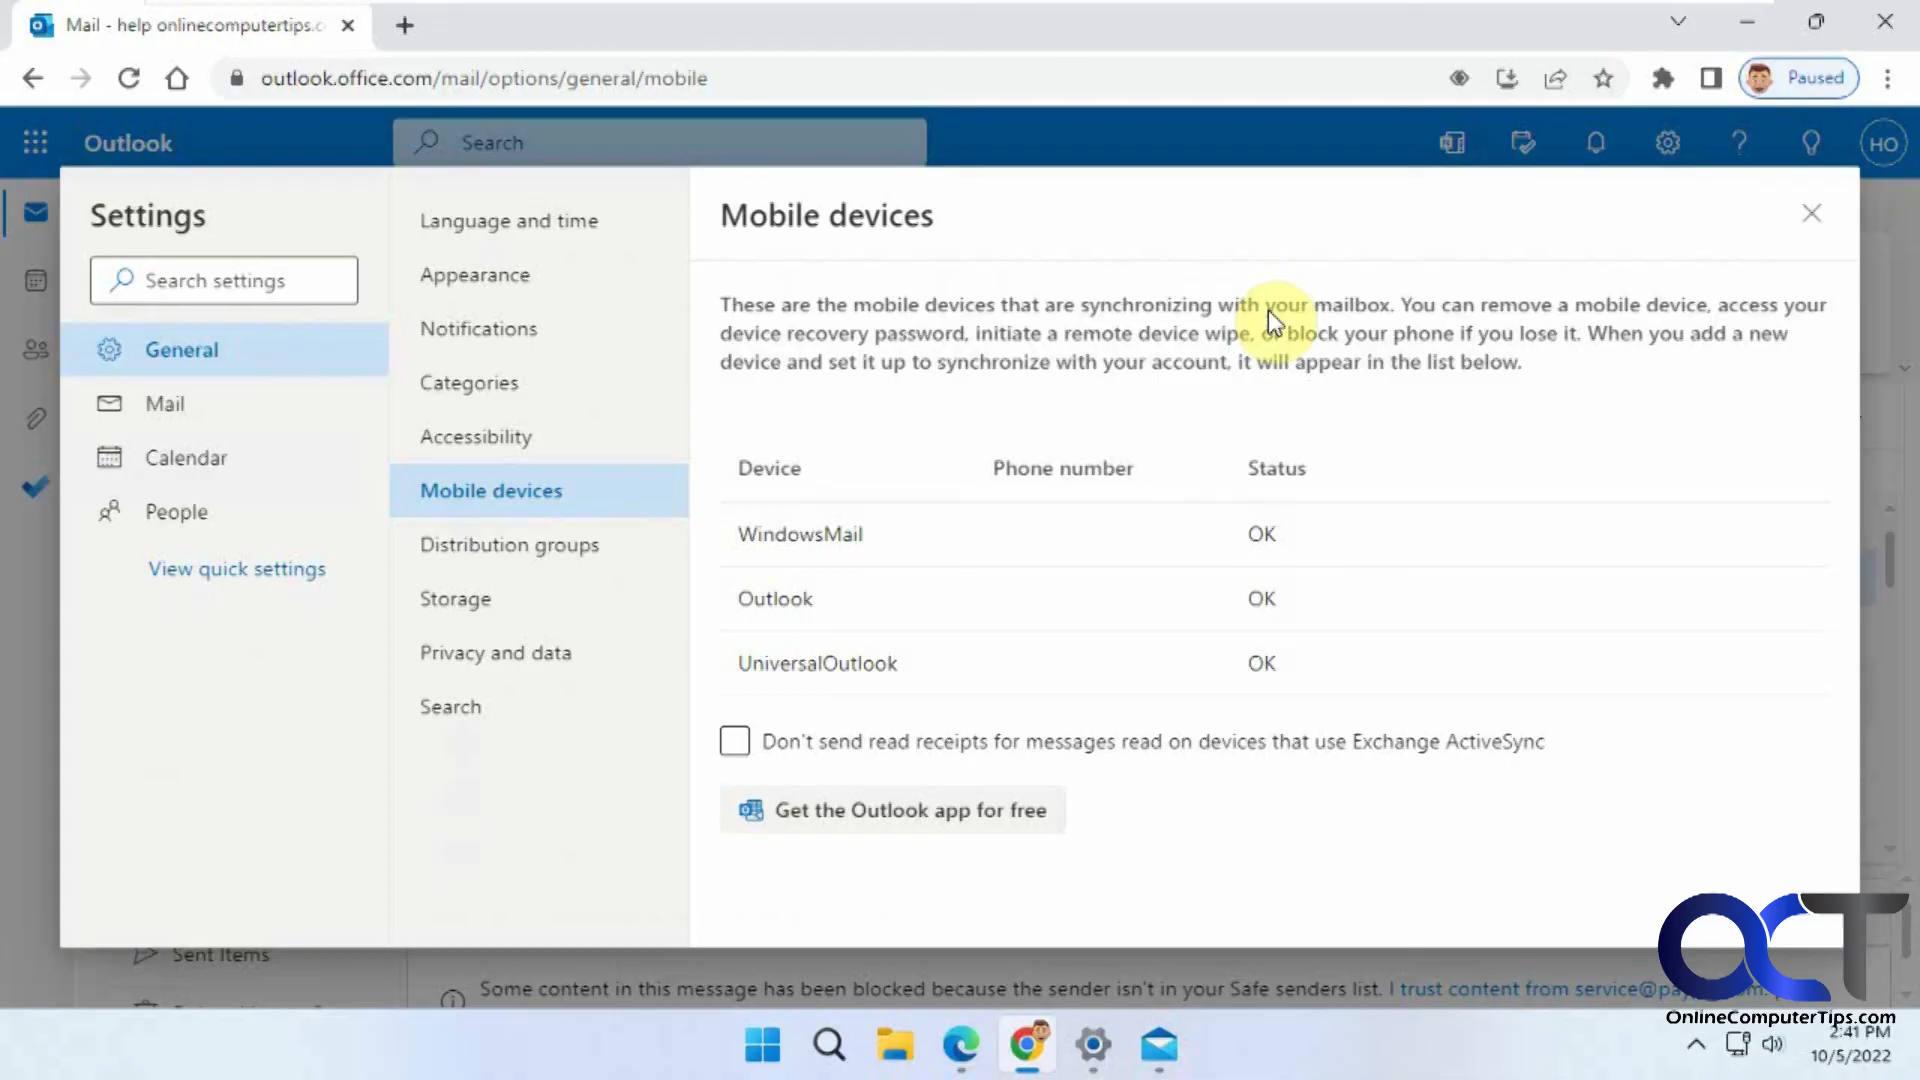 Mail - help onlinecomputertips.c
outlook.office.com/mail/options/general/mobile
Paused
Outlook
Search
HO
Settings
Search settings
General
Mail
Calendar
People
View quick settings
Language and time
Appearance
Notifications
Categories
Accessibility
Mobile devices
Distribution groups
Storage
Privacy and data
Search
Mobile devices
These are the mobile devices that are synchronizing with your mailbox. You can remove a mobile device, access your
device recovery password, initiate a remote device wipe, or block your phone if you lose it. When you add a new
device and set it up to synchronize with your account, it will appear in the list below.
Device Phone number Status
WindowsMail OK
Outlook OK
UniversalOutlook OK
Don't send read receipts for messages read on devices that use Exchange ActiveSync
Get the Outlook app for free
Sent Items
Some content in this message has been blocked because the sender isn't in your Safe senders list. I trust content from
OCT
OnlineComputerTips.com
2:41 PM
10/5/2022